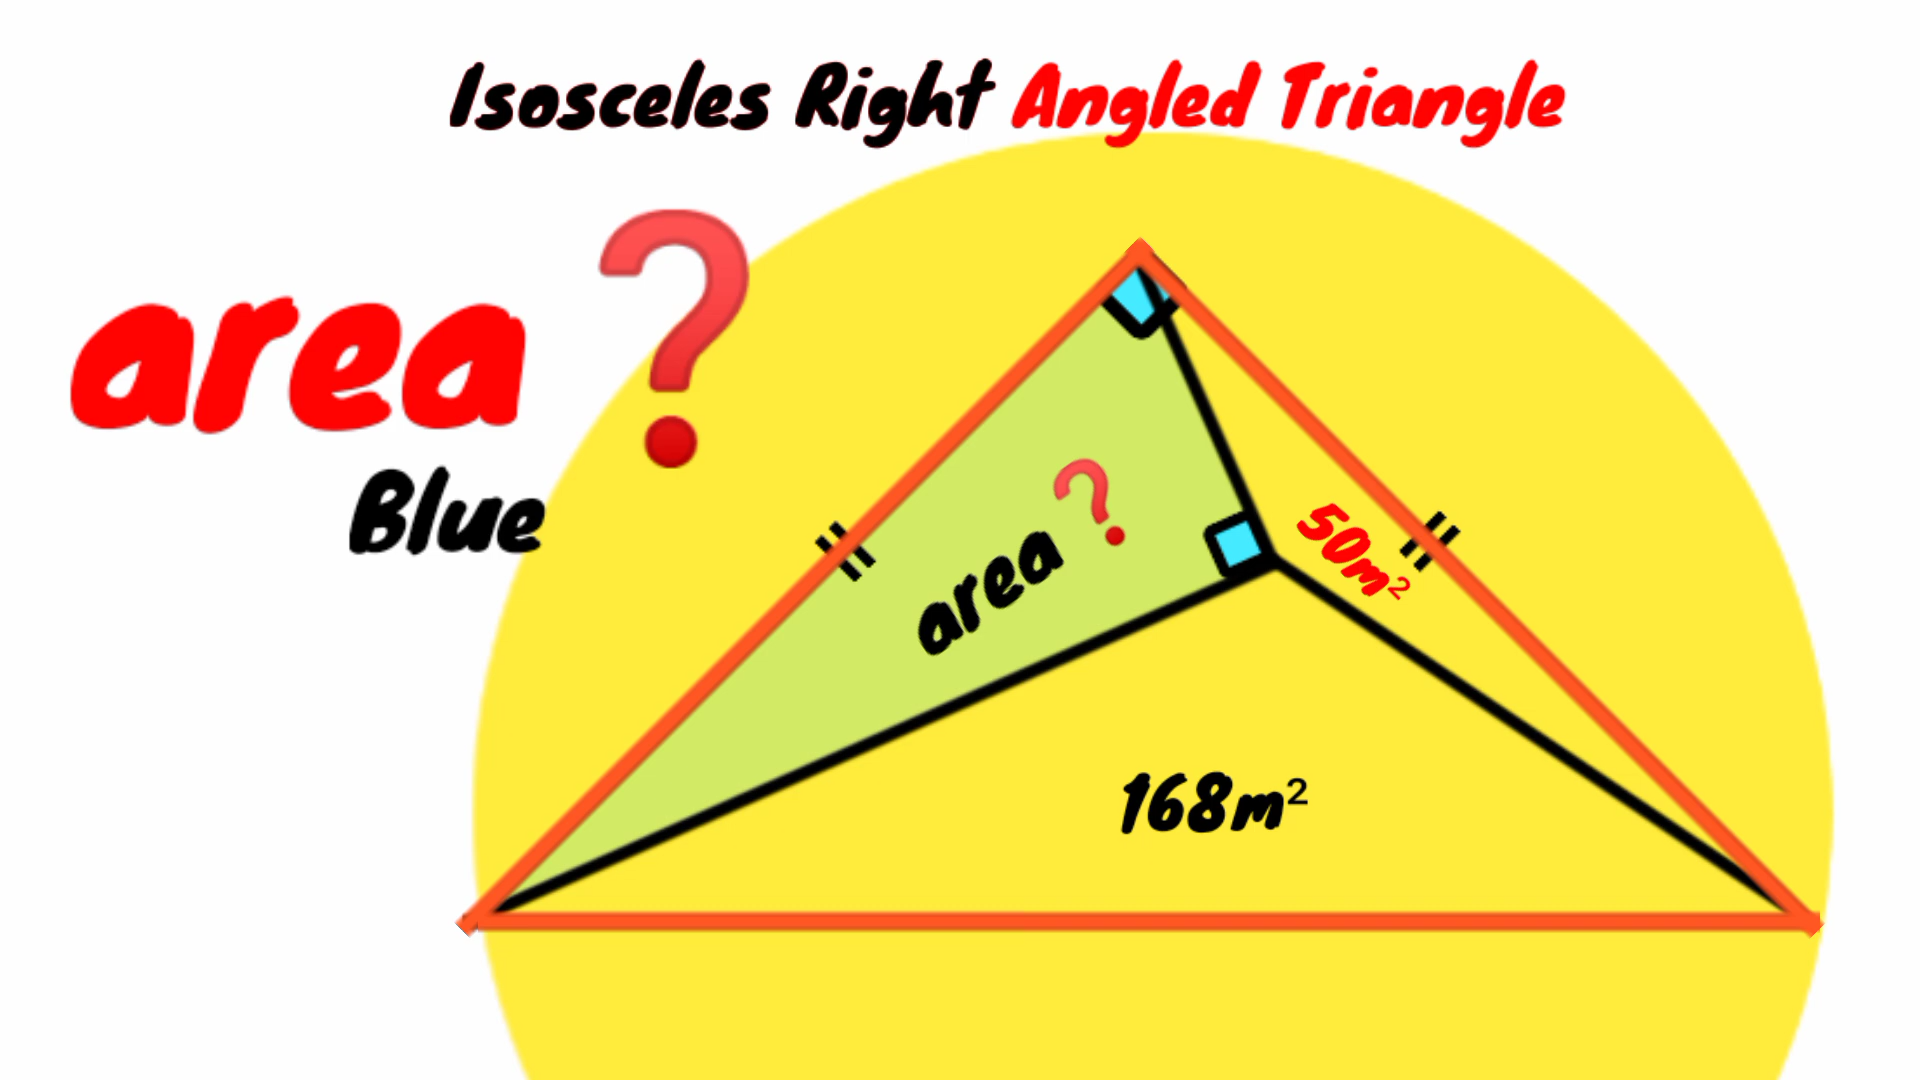 Isosceles Right Angled Triangle
area ?
Blue
area ?
50m²
168m²